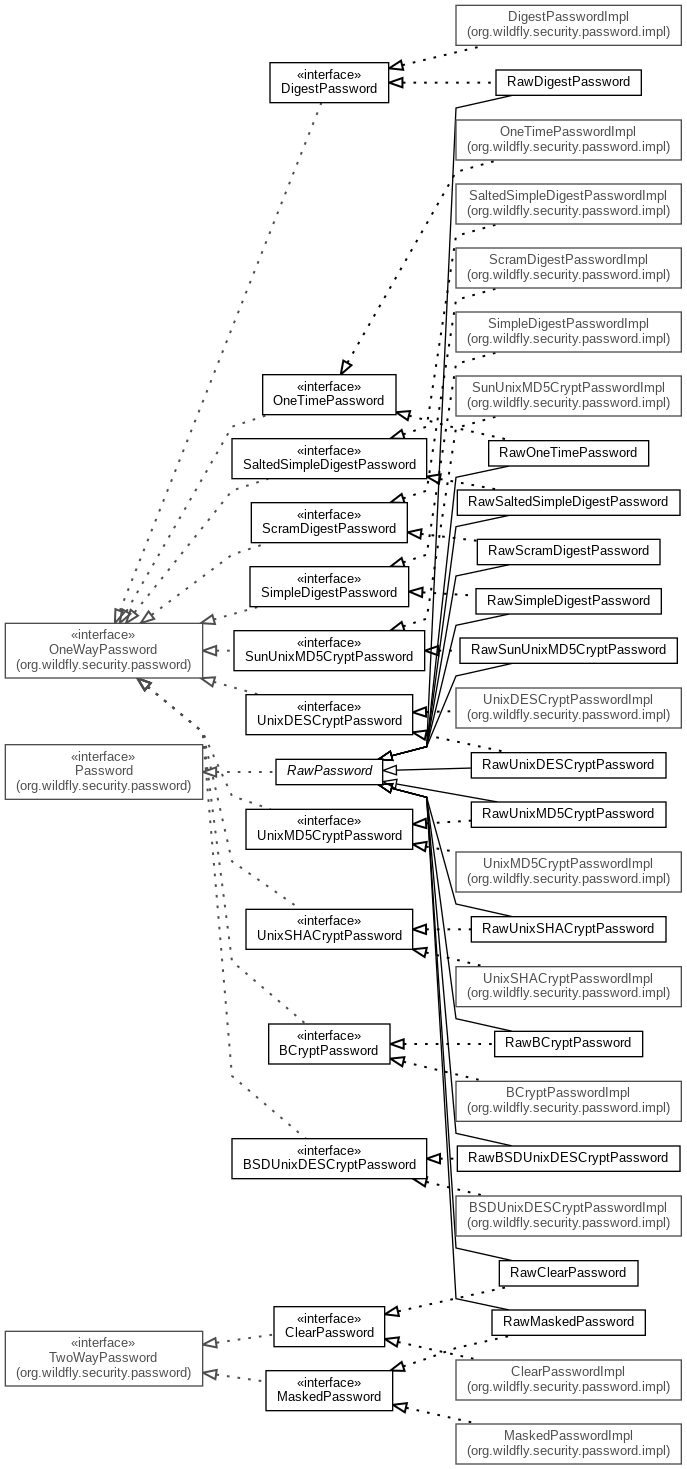 DigestPasswordImpl
(org.wildfly.security.password.impl)
«interface»
DigestPassword
RawDigestPassword
OneTimePasswordImpl
(org.wildfly.security.password.impl)
SaltedSimpleDigestPasswordImpl
(org.wildfly.security.password.impl)
ScramDigestPasswordImpl
(org.wildfly.security.password.impl)
SimpleDigestPasswordImpl
(org.wildfly.security.password.impl)
SunUnixMD5CryptPasswordImpl
(org.wildfly.security.password.impl)
«interface»
OneTimePassword
RawOneTimePassword
«interface»
SaltedSimpleDigestPassword
RawSaltedSimpleDigestPassword
«interface»
ScramDigestPassword
RawScramDigestPassword
«interface»
SimpleDigestPassword
RawSimpleDigestPassword
«interface»
OneWayPassword
(org.wildfly.security.password)
«interface»
SunUnixMD5CryptPassword
RawSunUnixMD5CryptPassword
UnixDESCryptPasswordImpl
(org.wildfly.security.password.impl)
«interface»
UnixDESCryptPassword
«interface»
Password
(org.wildfly.security.password)
RawPassword
RawUnixDESCryptPassword
RawUnixMD5CryptPassword
«interface»
UnixMD5CryptPassword
UnixMD5CryptPasswordImpl
(org.wildfly.security.password.impl)
«interface»
UnixSHACryptPassword
RawUnixSHACryptPassword
UnixSHACryptPasswordImpl
(org.wildfly.security.password.impl)
«interface»
BCryptPassword
RawBCryptPassword
BCryptPasswordImpl
(org.wildfly.security.password.impl)
«interface»
BSDUnixDESCryptPassword
RawBSDUnixDESCryptPassword
BSDUnixDESCryptPasswordImpl
(org.wildfly.security.password.impl)
RawClearPassword
«interface»
ClearPassword
RawMaskedPassword
«interface»
TwoWayPassword
(org.wildfly.security.password)
«interface»
MaskedPassword
ClearPasswordImpl
(org.wildfly.security.password.impl)
MaskedPasswordImpl
(org.wildfly.security.password.impl)